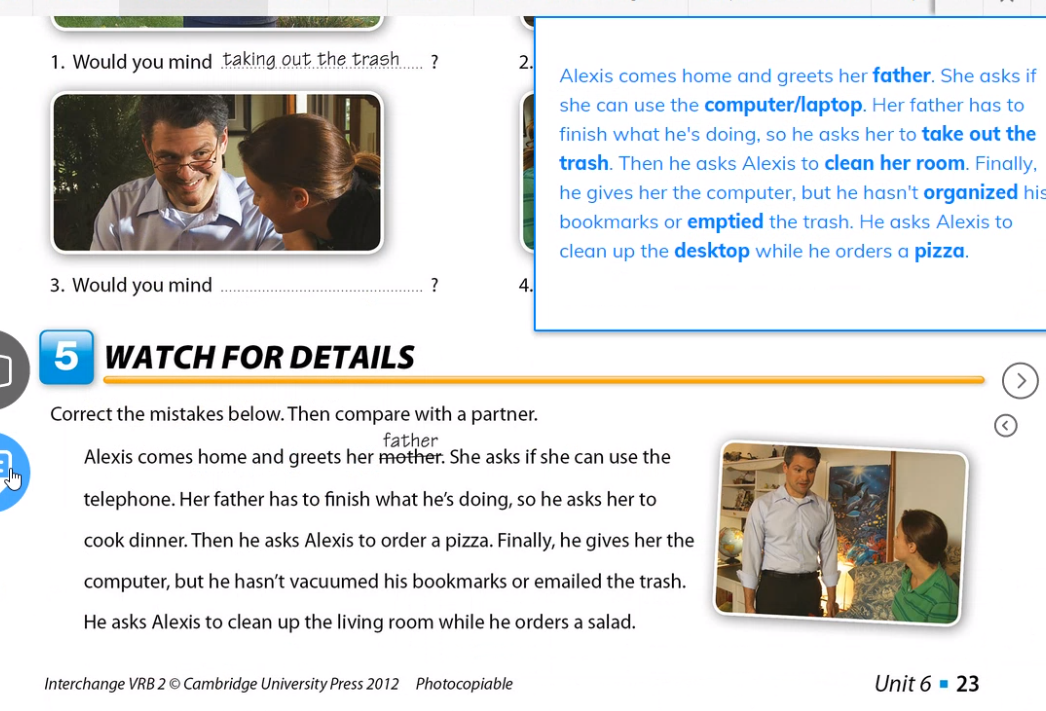 1. Would you mind taking out the trash ?
2.
Alexis comes home and greets her father. She asks if
she can use the computer/laptop. Her father has to
finish what he's doing, so he asks her to take out the
trash. Then he asks Alexis to clean her room. Finally,
he gives her the computer, but he hasn't organized his
bookmarks or emptied the trash. He asks Alexis to
clean up the desktop while he orders a pizza.
3. Would you mind ........................................ ?
4.
5 WATCH FOR DETAILS
Correct the mistakes below. Then compare with a partner.
father
Alexis comes home and greets her mother. She asks if she can use the
telephone. Her father has to finish what he's doing, so he asks her to
cook dinner. Then he asks Alexis to order a pizza. Finally, he gives her the
computer, but he hasn't vacuumed his bookmarks or emailed the trash.
He asks Alexis to clean up the living room while he orders a salad.
Interchange VRB 2 © Cambridge University Press 2012 Photocopiable
Unit 6 ▪ 23